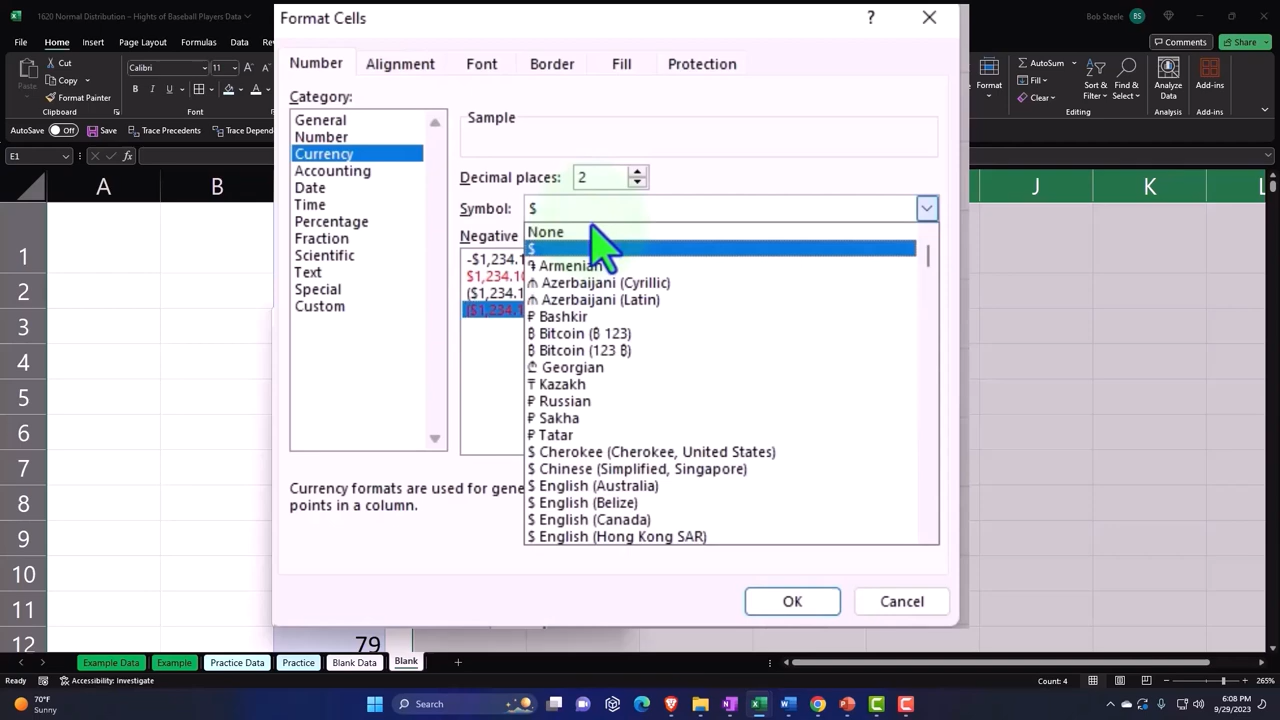 1620 Normal Distribution - Hights of Baseball Players Data
Bob Steele BS
File Home Insert Page Layout Formulas Data
Comments Share
Paste Cut Copy Format Painter
Calibri 11
B I U
Format
AutoSum Fill Clear
Sort & Filter Find & Select
Analyze Data Add-ins
Editing Add-ins
AutoSave Off Save Trace Precedents
E1 fx
Format Cells ? 
Number Alignment Font Border Fill Protection
Category:
General
Number
Currency
Accounting
Date
Time
Percentage
Fraction
Scientific
Text
Special
Custom
Sample
Decimal places: 2
Symbol: $
Negative
-$1,234.1
$1,234.10
($1,234.1
($1,234.1
None
$
֏ Armenian
₼ Azerbaijani (Cyrillic)
₼ Azerbaijani (Latin)
₽ Bashkir
₿ Bitcoin (₿ 123)
₿ Bitcoin (123 ₿)
₾ Georgian
₸ Kazakh
₽ Russian
₽ Sakha
₽ Tatar
$ Cherokee (Cherokee, United States)
$ Chinese (Simplified, Singapore)
$ English (Australia)
$ English (Belize)
$ English (Canada)
$ English (Hong Kong SAR)
Currency formats are used for gene
points in a column.
OK Cancel
A B J K L
1
2
3
4
5
6
7
8
9
10
11
12 79
Example Data Example Practice Data Practice Blank Data Blank +
Ready Accessibility: Investigate Count: 4 265%
70°F
Sunny
Search
6:08 PM
9/29/2023